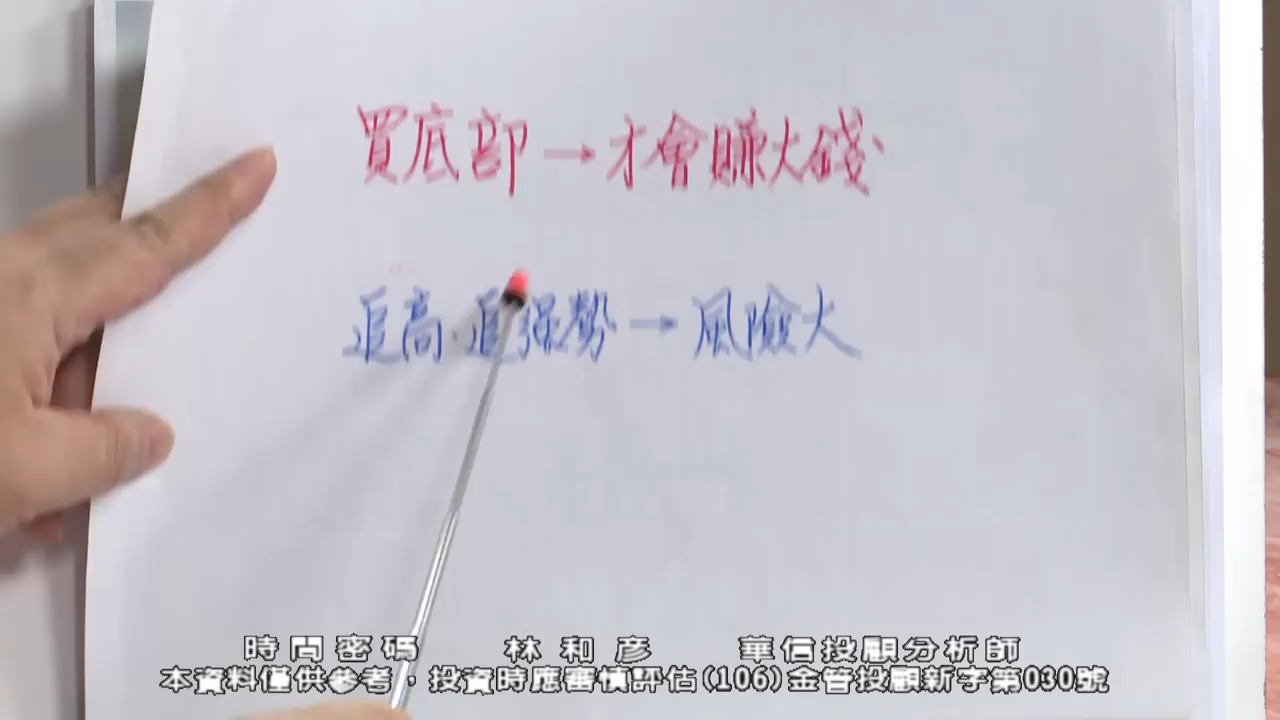 買底部→才會賺大錢、
追高.追强勢→風險大
時間密碼 林和彦 華信投顧分析師
本資料僅供參考，投資時應審慎評估(106)金管投顧新字第030號